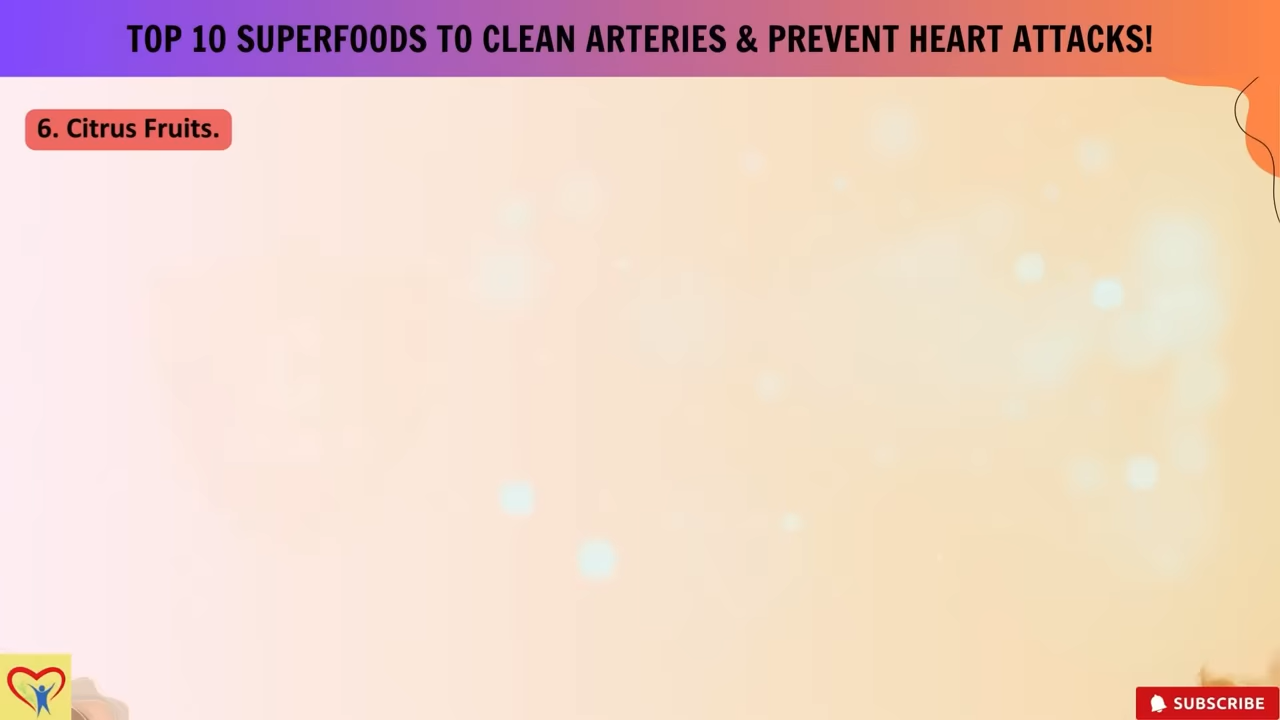 TOP 10 SUPERFOODS TO CLEAN ARTERIES & PREVENT HEART ATTACKS!
6. Citrus Fruits.
SUBSCRIBE